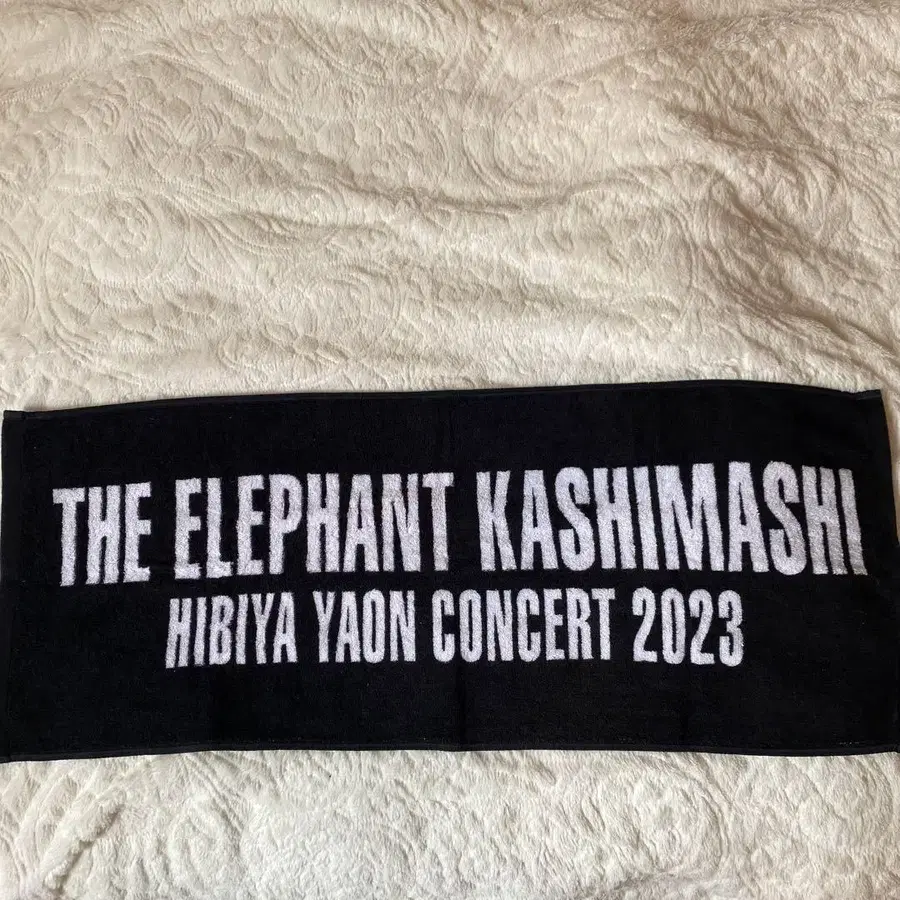 THE ELEPHANT KASHIMASHI
HIBIYA YAON CONCERT 2023